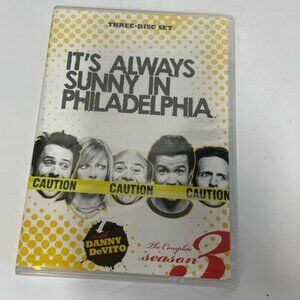 THREE-DISC SET
IT'S ALWAYS
SUNNY IN
PHILADELPHIA
CAUTION CAUTION CAUTION
DANNY
DeVITO
The Complete
season 3